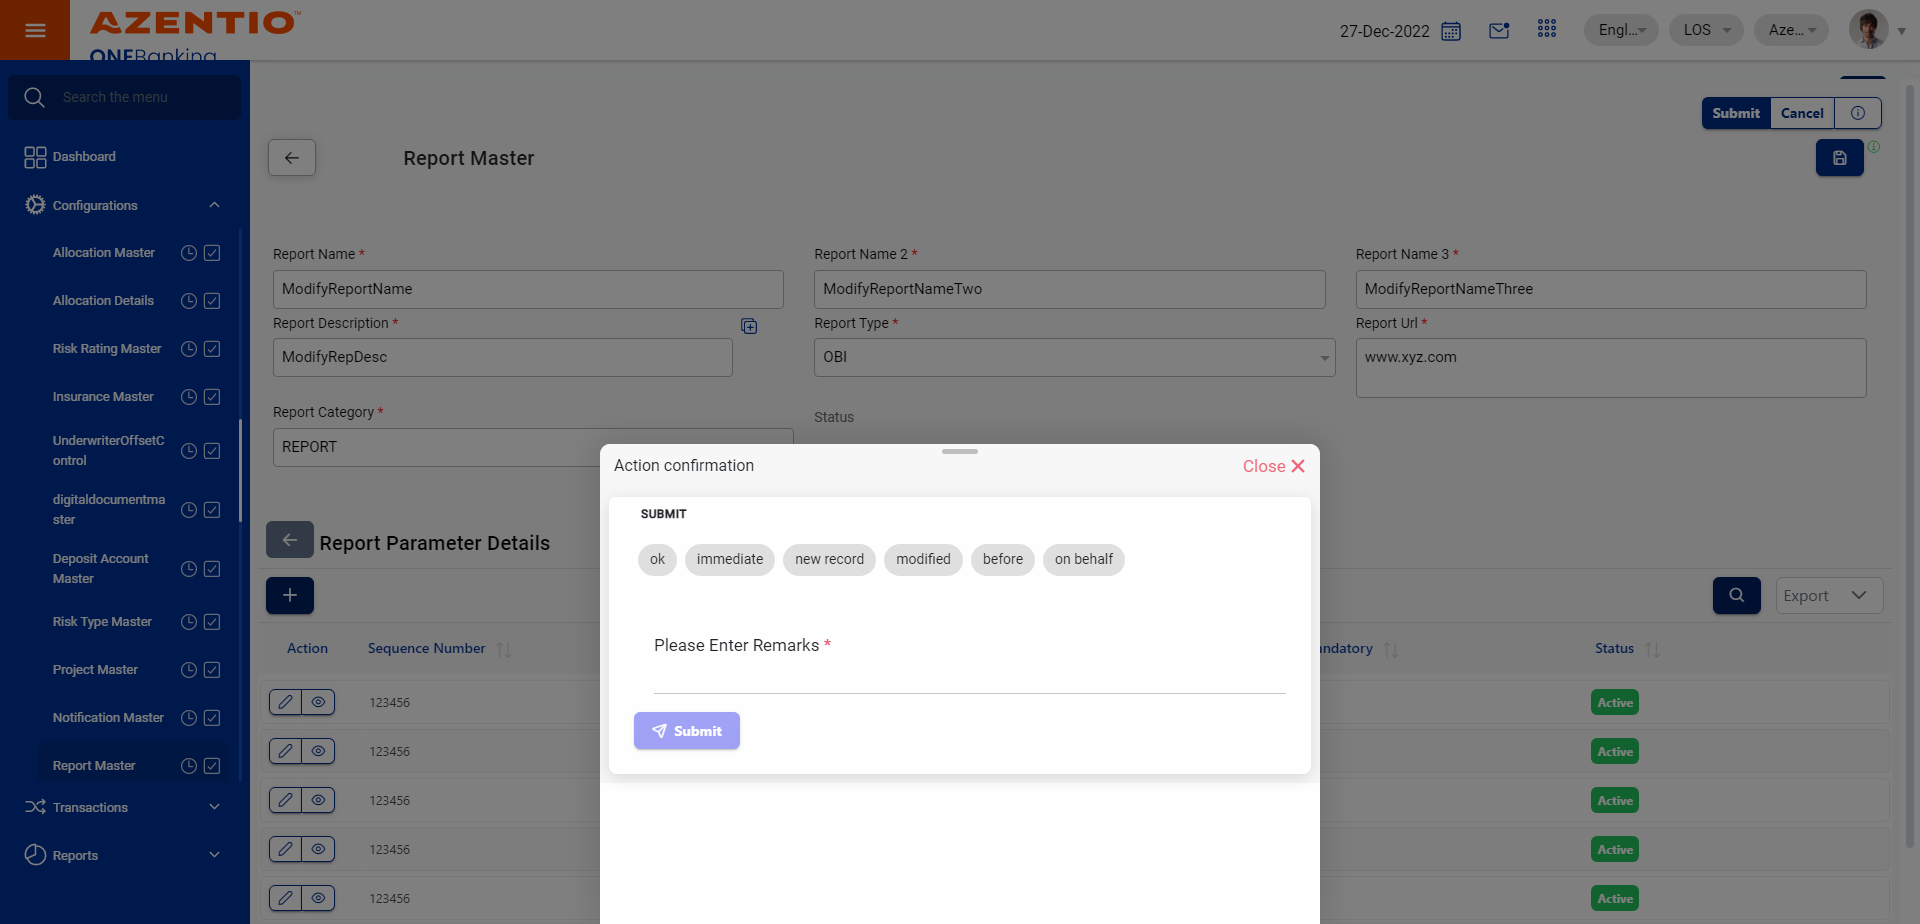 AZENTIO™
ONEBanking
27-Dec-2022
Engl...
LOS
Aze...
Search the menu
Submit
Cancel
Dashboard
Report Master
Configurations
Allocation Master
Allocation Details
Risk Rating Master
Insurance Master
UnderwriterOffsetC
ontrol
digitaldocumentma
ster
Deposit Account
Master
Risk Type Master
Project Master
Notification Master
Report Master
Transactions
Reports
Report Name *
Report Name 2 *
Report Name 3 *
ModifyReportName
ModifyReportNameTwo
ModifyReportNameThree
Report Description *
Report Type *
Report Url *
ModifyRepDesc
OBI
www.xyz.com
Report Category *
Status
REPORT
Action confirmation
Close
SUBMIT
ok
immediate
new record
modified
before
on behalf
Please Enter Remarks *
Submit
Report Parameter Details
Export
Action
Sequence Number
ndatory
Status
123456
Active
123456
Active
123456
Active
123456
Active
123456
Active